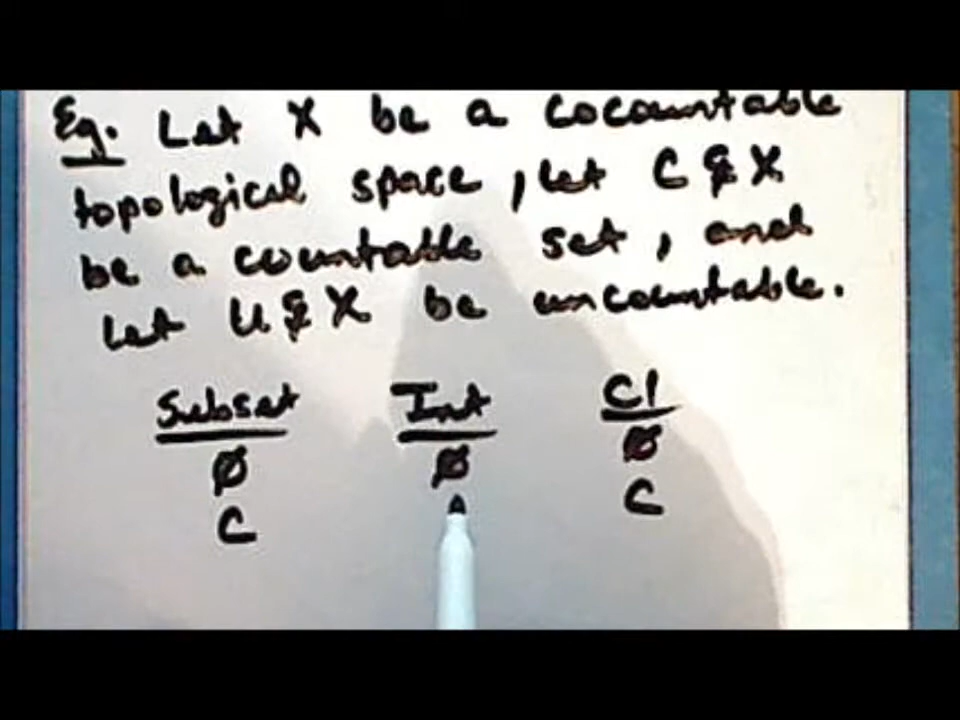 Eg. Let X be a cocountable
topological space, let C ⊊ X
be a countable set, and
let U ⊊ X be uncountable.
Subset Int Cl
∅ ∅ ∅
C C